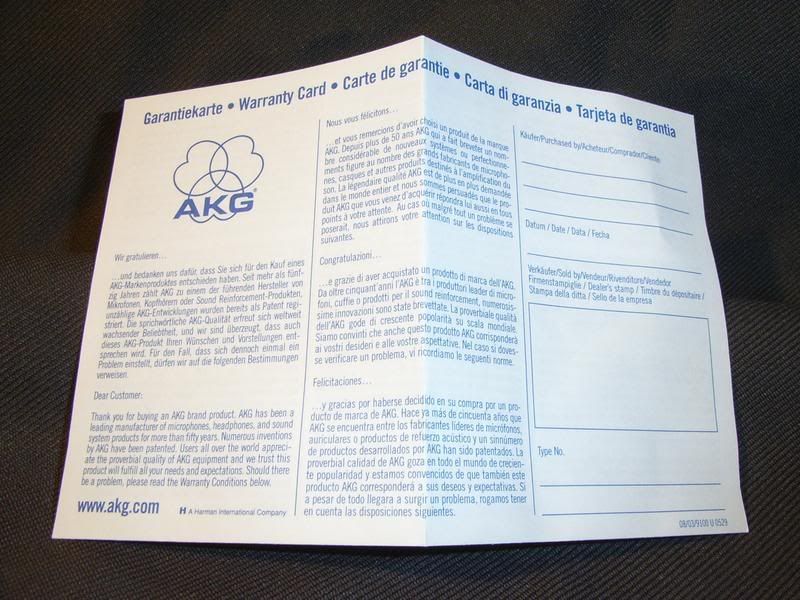 Garantiekarte • Warranty Card • Carte de garantie • Carta di garanzia • Tarjeta de garantia
AKG®
Wir gratulieren…
…und bedanken uns dafür, dass Sie sich für den Kauf eines
AKG-Markenproduktes entschieden haben. Seit mehr als fünf-
zig Jahren zählt AKG zu einem der führenden Hersteller von
Mikrofonen, Kopfhörern oder Sound Reinforcement-Produkten,
unzählige AKG-Entwicklungen wurden bereits als Patent regi-
striert. Die sprichwörtliche AKG-Qualität erfreut sich weltweit
wachsender Beliebtheit, und wir sind überzeugt, dass auch
dieses AKG-Produkt Ihren Wünschen und Vorstellungen ent-
sprechen wird. Für den Fall, dass sich dennoch einmal ein
Problem einstellt, dürfen wir auf die folgenden Bestimmungen
verweisen.
Dear Customer:
Thank you for buying an AKG brand product. AKG has been a
leading manufacturer of microphones, headphones, and sound
system products for more than fifty years. Numerous inventions
by AKG have been patented. Users all over the world appreci-
ate the proverbial quality of AKG equipment and we trust this
product will fulfill all your needs and expectations. Should there
be a problem, please read the Warranty Conditions below.
www.akg.com
H A Harman International Company
Nous vous félicitons…
…et vous remercions d'avoir choisi un produit de la marque
AKG. Depuis plus de 50 ans AKG qui a fait breveter un nom-
bre considérable de nouveaux systèmes ou perfectionne-
ments figure au nombre des grands fabricants de micropho-
nes, casques et autres produits destinés à l'amplification du
son. La légendaire qualité AKG est de plus en plus demandée
dans le monde entier et nous sommes persuadés que le pro-
duit AKG que vous venez d'acquérir répondra lui aussi en tous
points à votre attente. Au cas où malgré tout un problème se
poserait, nous attirons votre attention sur les dispositions
suivantes.
Congratulazioni…
…e grazie di aver acquistato un prodotto di marca dell'AKG.
Da oltre cinquant'anni l'AKG è tra i produttori leader di micro-
foni, cuffie o prodotti per il sound reinforcement, numerosis-
sime innovazioni sono state brevettate. La proverbiale qualità
dell'AKG gode di crescente popolarità su scala mondiale.
Siamo convinti che anche questo prodotto AKG corrisponderà
ai vostri desideri e alle vostre aspettative. Nel caso si doves-
se verificare un problema, vi ricordiamo le seguenti norme.
Felicitaciones…
…y gracias por haberse decidido en su compra por un pro-
ducto de marca de AKG. Hace ya más de cincuenta años que
AKG se encuentra entre los fabricantes líderes de micrófonos,
auriculares o productos de refuerzo acústico y un sinnúmero
de productos desarrollados por AKG han sido patentados. La
proverbial calidad de AKG goza en todo el mundo de crecien-
te popularidad y estamos convencidos de que también este
producto AKG corresponderá a sus deseos y expectativas. Si
a pesar de todo llegara a surgir un problema, rogamos tener
en cuenta las disposiciones siguientes.
Käufer/Purchased by/Acheteur/Comprador/Cliente:
Datum / Date / Data / Fecha
Verkäufer/Sold by/Vendeur/Rivenditore/Vendedor
Firmenstampiglie / Dealer's stamp / Timbre du dépositaire /
Stampa della ditta / Sello de la empresa
Type No.
08/03/9100 U 0529